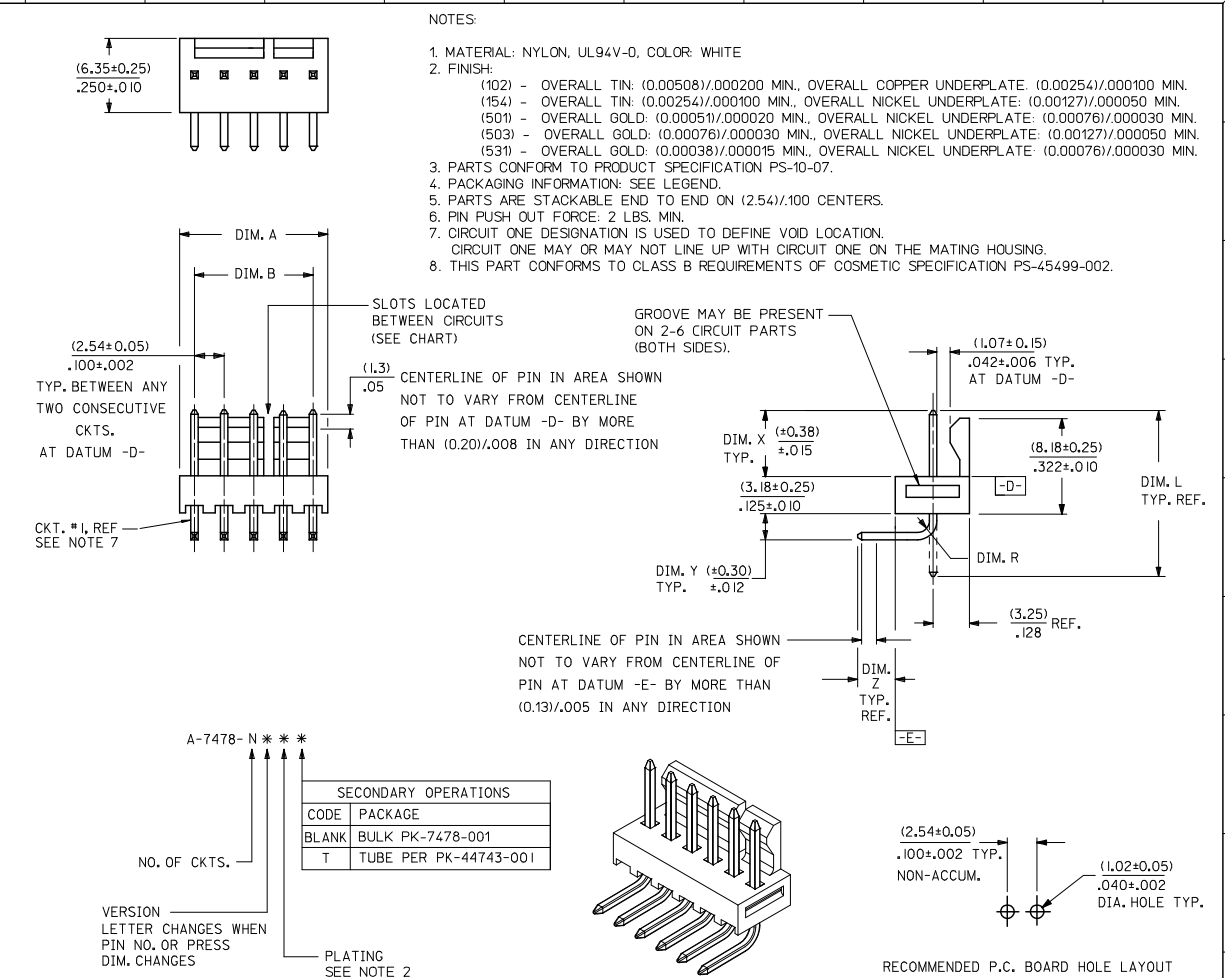 NOTES:
1. MATERIAL: NYLON, UL94V-0, COLOR: WHITE
2. FINISH:
(102) - OVERALL TIN: (0.00508)/.000200 MIN., OVERALL COPPER UNDERPLATE: (0.00254)/.000100 MIN.
(154) - OVERALL TIN: (0.00254)/.000100 MIN., OVERALL NICKEL UNDERPLATE: (0.00127)/.000050 MIN.
(501) - OVERALL GOLD: (0.00051)/.000020 MIN., OVERALL NICKEL UNDERPLATE: (0.00076)/.000030 MIN.
(503) - OVERALL GOLD: (0.00076)/.000030 MIN., OVERALL NICKEL UNDERPLATE: (0.00127)/.000050 MIN.
(531) - OVERALL GOLD: (0.00038)/.000015 MIN., OVERALL NICKEL UNDERPLATE: (0.00076)/.000030 MIN.
3. PARTS CONFORM TO PRODUCT SPECIFICATION PS-10-07.
4. PACKAGING INFORMATION: SEE LEGEND.
5. PARTS ARE STACKABLE END TO END ON (2.54)/.100 CENTERS.
6. PIN PUSH OUT FORCE: 2 LBS. MIN.
7. CIRCUIT ONE DESIGNATION IS USED TO DEFINE VOID LOCATION.
CIRCUIT ONE MAY OR MAY NOT LINE UP WITH CIRCUIT ONE ON THE MATING HOUSING.
8. THIS PART CONFORMS TO CLASS B REQUIREMENTS OF COSMETIC SPECIFICATION PS-45499-002.
(6.35±0.25)
.250±.010
DIM. A
DIM. B
SLOTS LOCATED
BETWEEN CIRCUITS
(SEE CHART)
(2.54±0.05)
.100±.002
TYP. BETWEEN ANY
TWO CONSECUTIVE
CKTS.
AT DATUM -D-
(1.3)
.05
CENTERLINE OF PIN IN AREA SHOWN
NOT TO VARY FROM CENTERLINE
OF PIN AT DATUM -D- BY MORE
THAN (0.20)/.008 IN ANY DIRECTION
CKT. #1, REF
SEE NOTE 7
GROOVE MAY BE PRESENT
ON 2-6 CIRCUIT PARTS
(BOTH SIDES).
(1.07±0.15)
.042±.006 TYP.
AT DATUM -D-
DIM. X (±0.38)
TYP. ±.015
(8.18±0.25)
.322±.010
(3.18±0.25)
.125±.010
-D-
DIM. L
TYP. REF.
DIM. Y (±0.30)
TYP. ±.012
DIM. R
(3.25)
.128 REF.
CENTERLINE OF PIN IN AREA SHOWN
NOT TO VARY FROM CENTERLINE OF
PIN AT DATUM -E- BY MORE THAN
(0.13)/.005 IN ANY DIRECTION
DIM.
Z
TYP.
REF.
-E-
A-7478- N * * *
SECONDARY OPERATIONS
CODE PACKAGE
BLANK BULK PK-7478-001
T TUBE PER PK-44743-001
NO. OF CKTS.
VERSION
LETTER CHANGES WHEN
PIN NO. OR PRESS
DIM. CHANGES
PLATING
SEE NOTE 2
(2.54±0.05)
.100±.002 TYP.
NON-ACCUM.
(1.02±0.05)
.040±.002
DIA. HOLE TYP.
RECOMMENDED P.C. BOARD HOLE LAYOUT